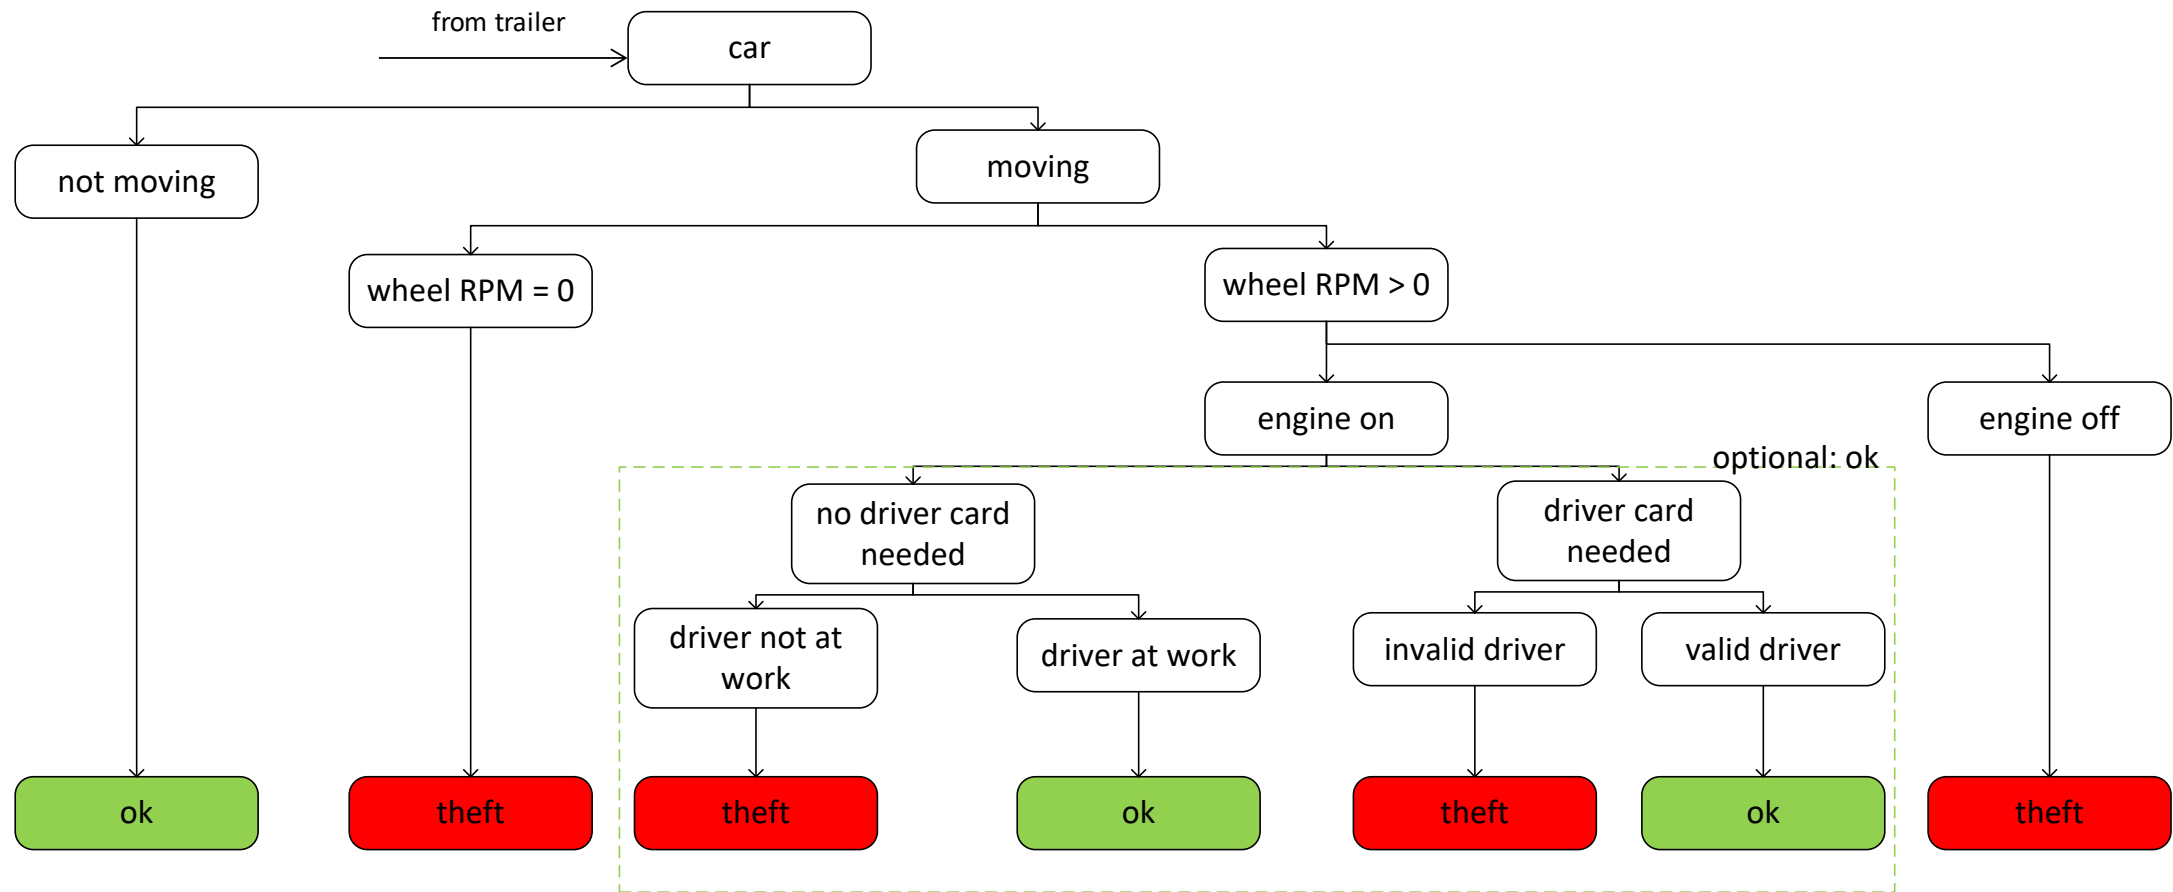 from trailer
car
not moving
moving
wheel RPM = 0
wheel RPM > 0
engine on
engine off
optional: ok
no driver card
needed
driver card
needed
driver not at
work
driver at work
invalid driver
valid driver
ok
theft
theft
ok
theft
ok
theft